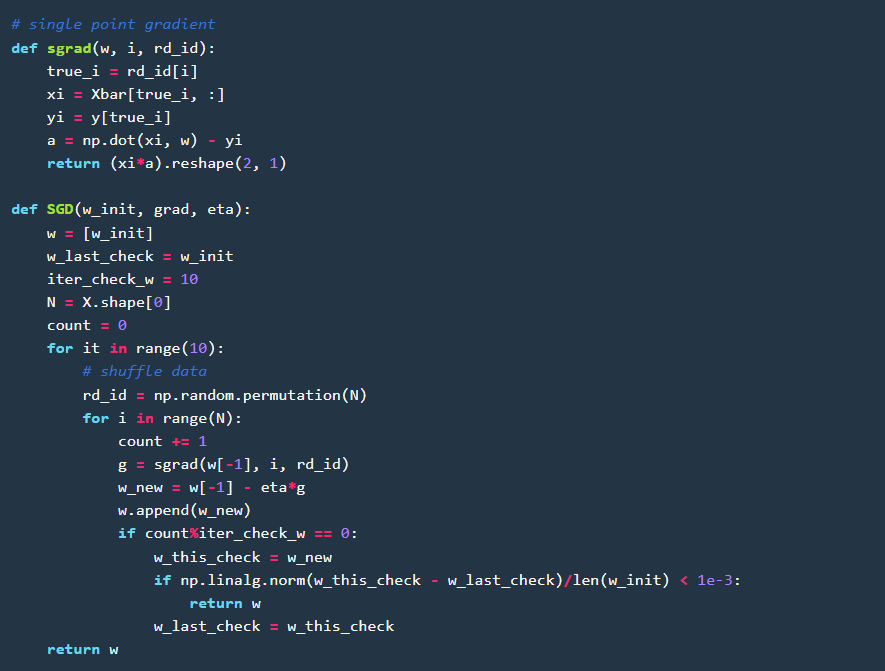 # single point gradient
def sgrad(w, i, rd_id):
    true_i = rd_id[i]
    xi = Xbar[true_i, :]
    yi = y[true_i]
    a = np.dot(xi, w) - yi
    return (xi*a).reshape(2, 1)

def SGD(w_init, grad, eta):
    w = [w_init]
    w_last_check = w_init
    iter_check_w = 10
    N = X.shape[0]
    count = 0
    for it in range(10):
        # shuffle data
        rd_id = np.random.permutation(N)
        for i in range(N):
            count += 1
            g = sgrad(w[-1], i, rd_id)
            w_new = w[-1] - eta*g
            w.append(w_new)
            if count%iter_check_w == 0:
                w_this_check = w_new
                if np.linalg.norm(w_this_check - w_last_check)/len(w_init) < 1e-3:
                    return w
                w_last_check = w_this_check
    return w